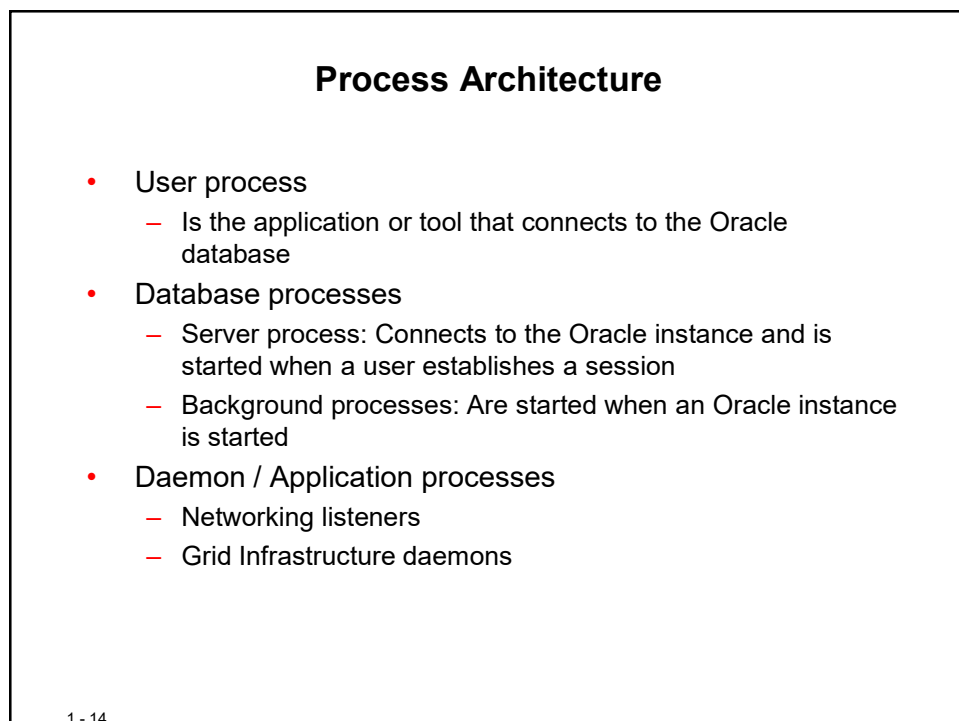 Process Architecture
• User process
– Is the application or tool that connects to the Oracle
database
• Database processes
– Server process: Connects to the Oracle instance and is
started when a user establishes a session
– Background processes: Are started when an Oracle instance
is started
• Daemon / Application processes
– Networking listeners
– Grid Infrastructure daemons
1 - 14